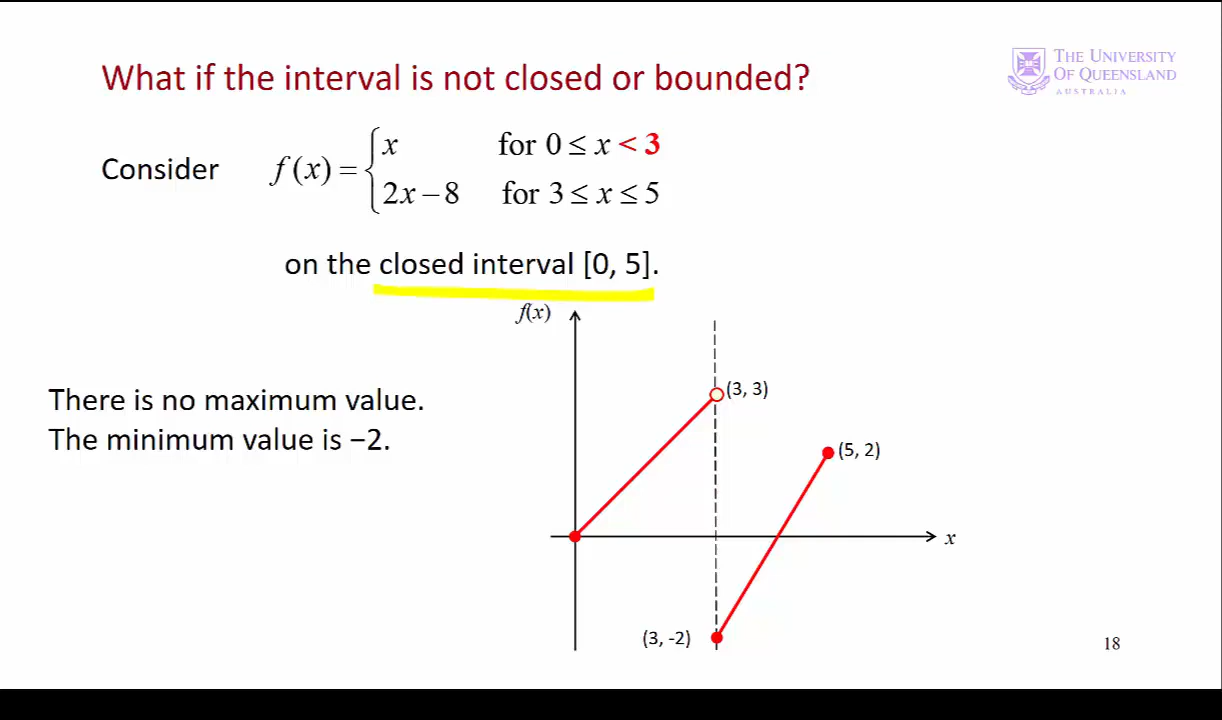 What if the interval is not closed or bounded?
THE UNIVERSITY
OF QUEENSLAND
AUSTRALIA
Consider f(x) = { x for 0 ≤ x < 3
2x − 8 for 3 ≤ x ≤ 5
on the closed interval [0, 5].
f(x)
(3, 3)
There is no maximum value.
The minimum value is −2.
(5, 2)
x
(3, -2)
18